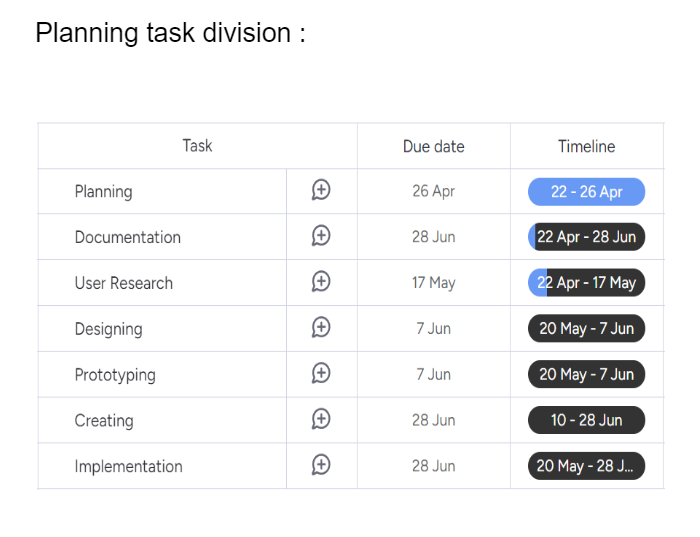 Planning task division :
Task Due date Timeline
Planning 26 Apr 22 - 26 Apr
Documentation 28 Jun 22 Apr - 28 Jun
User Research 17 May 22 Apr - 17 May
Designing 7 Jun 20 May - 7 Jun
Prototyping 7 Jun 20 May - 7 Jun
Creating 28 Jun 10 - 28 Jun
Implementation 28 Jun 20 May - 28 J...